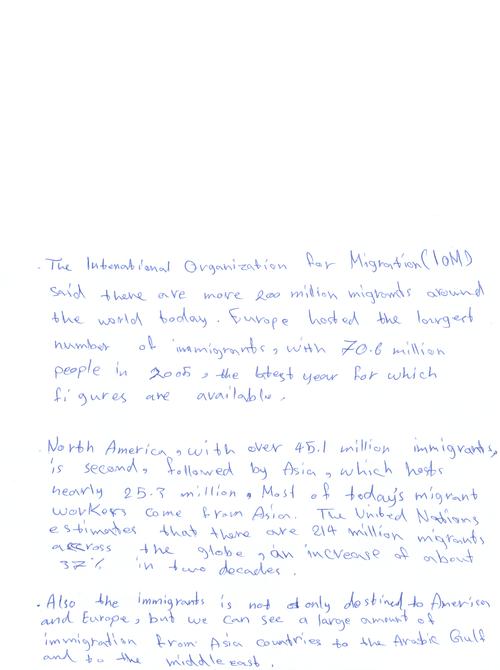 . The International Organization for Migration (IOM)
said there are more 200 million migrants around
the world today. Europe hosted the largest
number of immigrants, with 70.6 million
people in 2005, the latest year for which
figures are available.
. North America, with over 45.1 million immigrants,
is second, followed by Asia, which hosts
nearly 25.3 million, Most of today's migrant
workers come from Asia. The United Nations
estimates that there are 214 million migrants
across the globe, an increase of about
37% in two decades.
. Also the immigrants is not only destined to American
and Europe, but we can see a large amount of
immigration from Asia countries to the Arabic Gulf
and to the middle east.